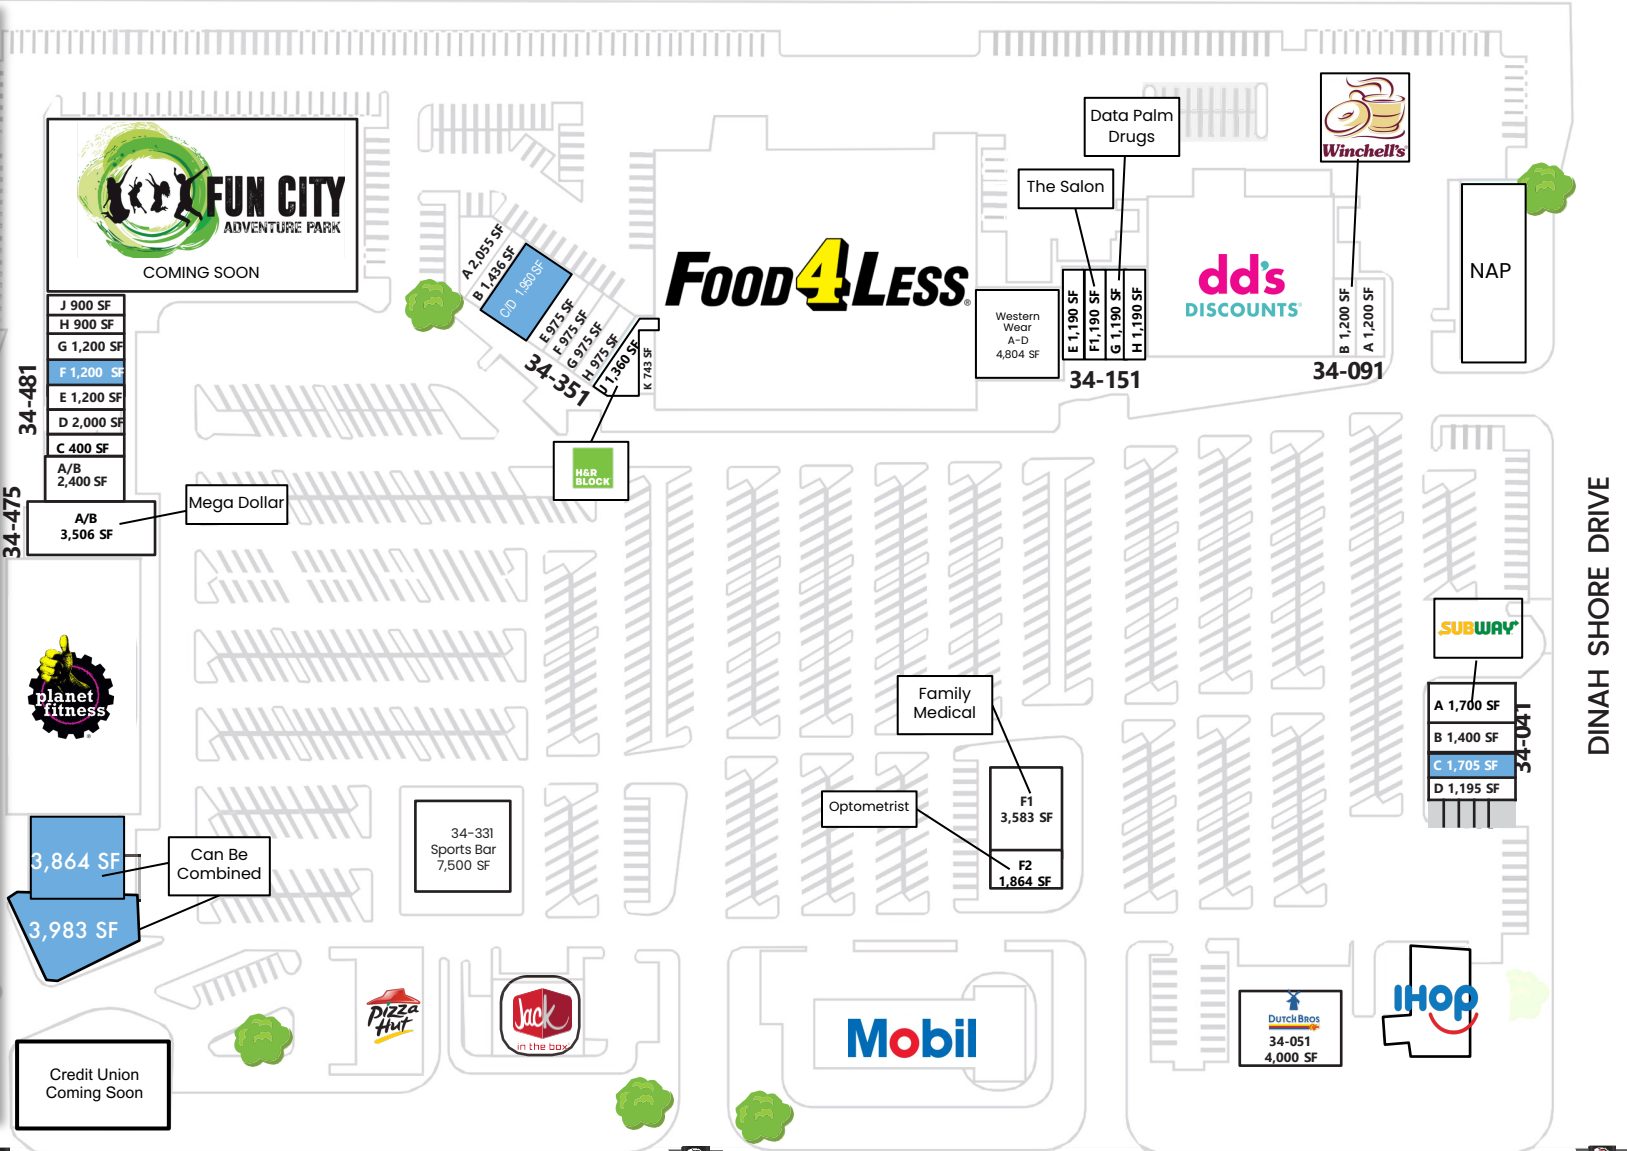 FUN CITY
ADVENTURE PARK
COMING SOON
J 900 SF
H 900 SF
G 1,200 SF
F 1,200 SF
E 1,200 SF
D 2,000 SF
C 400 SF
A/B
2,400 SF
34-481
34-475
A/B
3,506 SF
Mega Dollar
planet
fitness
3,864 SF
3,983 SF
Can Be
Combined
Credit Union
Coming Soon
A 2,055 SF
B 1,436 SF
C/D 1,950 SF
E 975 SF
F 975 SF
G 975 SF
H 975 SF
J 1,360 SF
K 743 SF
34-351
H&R
BLOCK
FOOD4LESS
Western
Wear
A-D
4,804 SF
The Salon
Data Palm
Drugs
E 1,190 SF
F1,190 SF
G 1,190 SF
H 1,190 SF
34-151
dd's
DISCOUNTS
Winchell's
B 1,200 SF
A 1,200 SF
34-091
NAP
DINAH SHORE DRIVE
SUBWAY
A 1,700 SF
B 1,400 SF
C 1,705 SF
D 1,195 SF
34-041
Family
Medical
Optometrist
F1
3,583 SF
F2
1,864 SF
34-331
Sports Bar
7,500 SF
Pizza
Hut
Jack
in the box
Mobil
DUTCH BROS
34-051
4,000 SF
IHOP